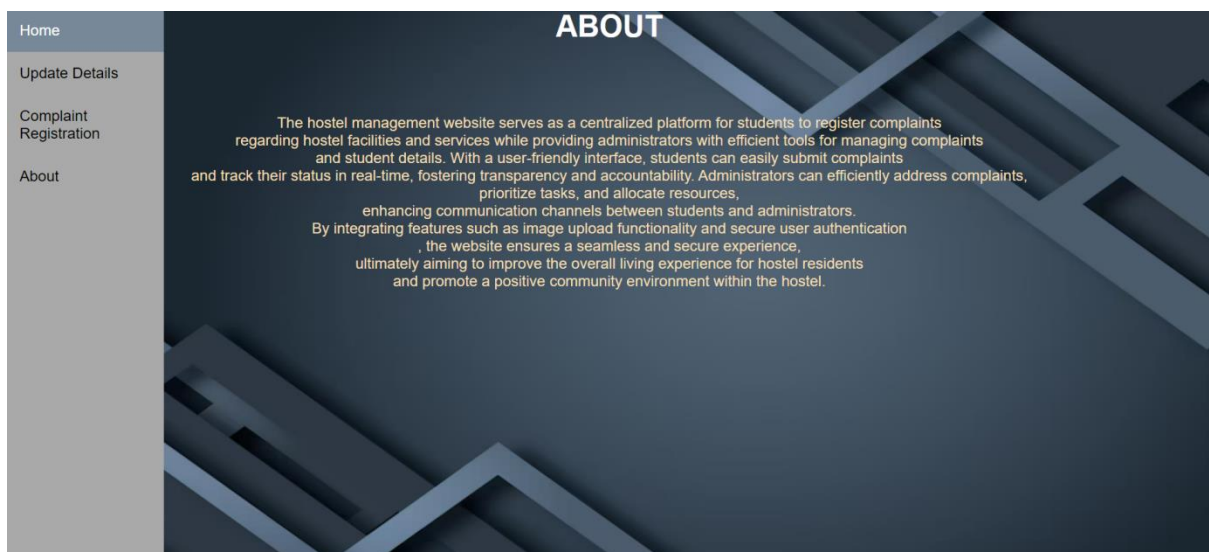 Home
Update Details
Complaint
Registration
About
ABOUT
The hostel management website serves as a centralized platform for students to register complaints
regarding hostel facilities and services while providing administrators with efficient tools for managing complaints
and student details. With a user-friendly interface, students can easily submit complaints
and track their status in real-time, fostering transparency and accountability. Administrators can efficiently address complaints,
prioritize tasks, and allocate resources,
enhancing communication channels between students and administrators.
By integrating features such as image upload functionality and secure user authentication
, the website ensures a seamless and secure experience,
ultimately aiming to improve the overall living experience for hostel residents
and promote a positive community environment within the hostel.